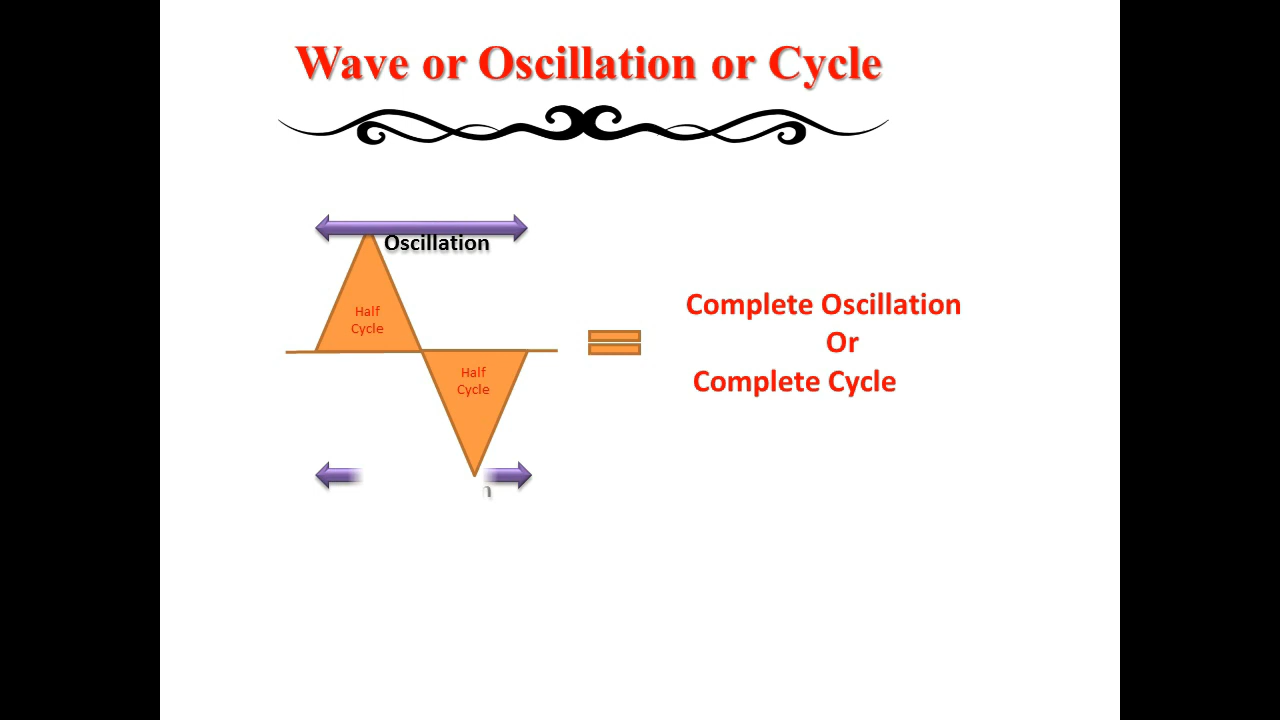 Wave or Oscillation or Cycle
Oscillation
Half
Cycle
Half
Cycle
Complete Oscillation
Or
Complete Cycle